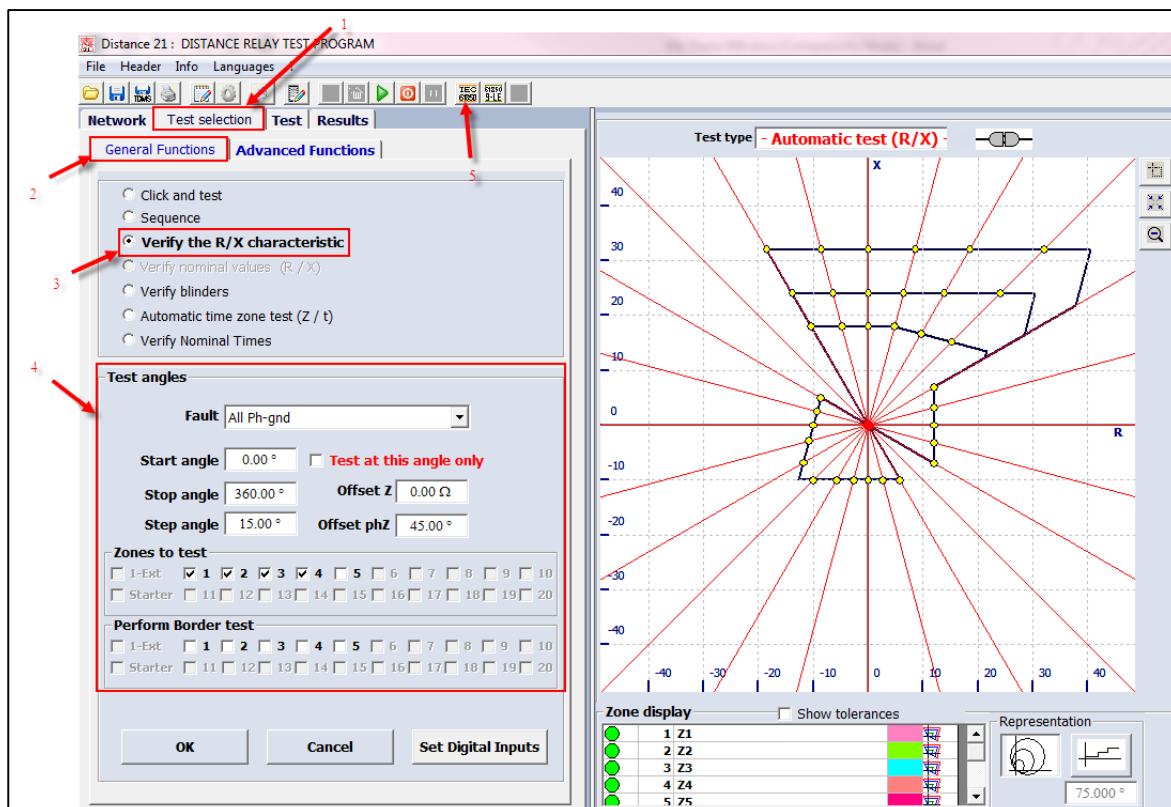 1
Distance 21 : DISTANCE RELAY TEST PROGRAM
File Header Info Languages
TDMS
IEC 61850
61850 9-LE
Network Test selection Test Results
General Functions Advanced Functions
2
5
Test type - Automatic test (R/X) -
Click and test
Sequence
Verify the R/X characteristic
3
Verify nominal values (R / X)
Verify blinders
Automatic time zone test (Z / t)
Verify Nominal Times
4
Test angles
Fault All Ph-gnd
Start angle 0.00 ° Test at this angle only
Stop angle 360.00 ° Offset Z 0.00 Ω
Step angle 15.00 ° Offset phZ 45.00 °
Zones to test
1-Ext 1 2 3 4 5 6 7 8 9 10
Starter 11 12 13 14 15 16 17 18 19 20
Perform Border test
1-Ext 1 2 3 4 5 6 7 8 9 10
Starter 11 12 13 14 15 16 17 18 19 20
OK Cancel Set Digital Inputs
X
40
30
20
10
0
R
-10
-20
-30
-40
-40 -30 -20 -10 0 10 20 30 40
Zone display Show tolerances
Representation
1 Z1
2 Z2
3 Z3
4 Z4
5 Z5
75.000 °